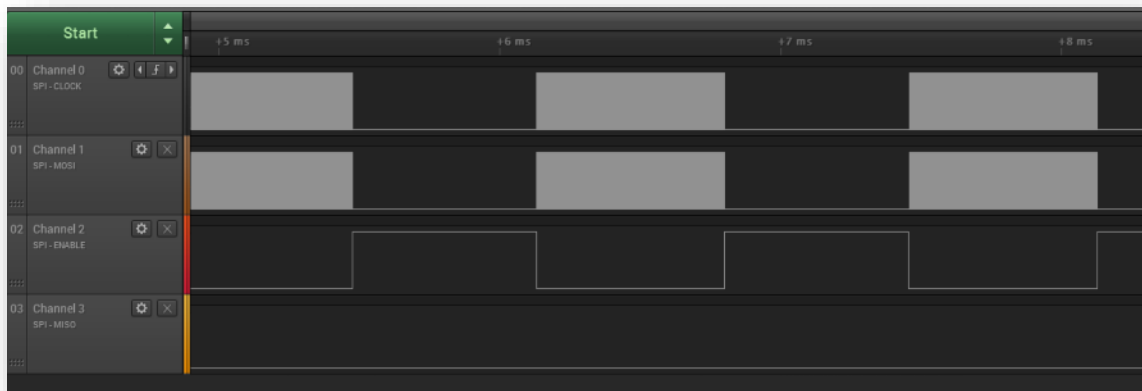 Start
+5 ms +6 ms +7 ms +8 ms
00 Channel 0
SPI - CLOCK
01 Channel 1
SPI - MOSI
02 Channel 2
SPI - ENABLE
03 Channel 3
SPI - MISO